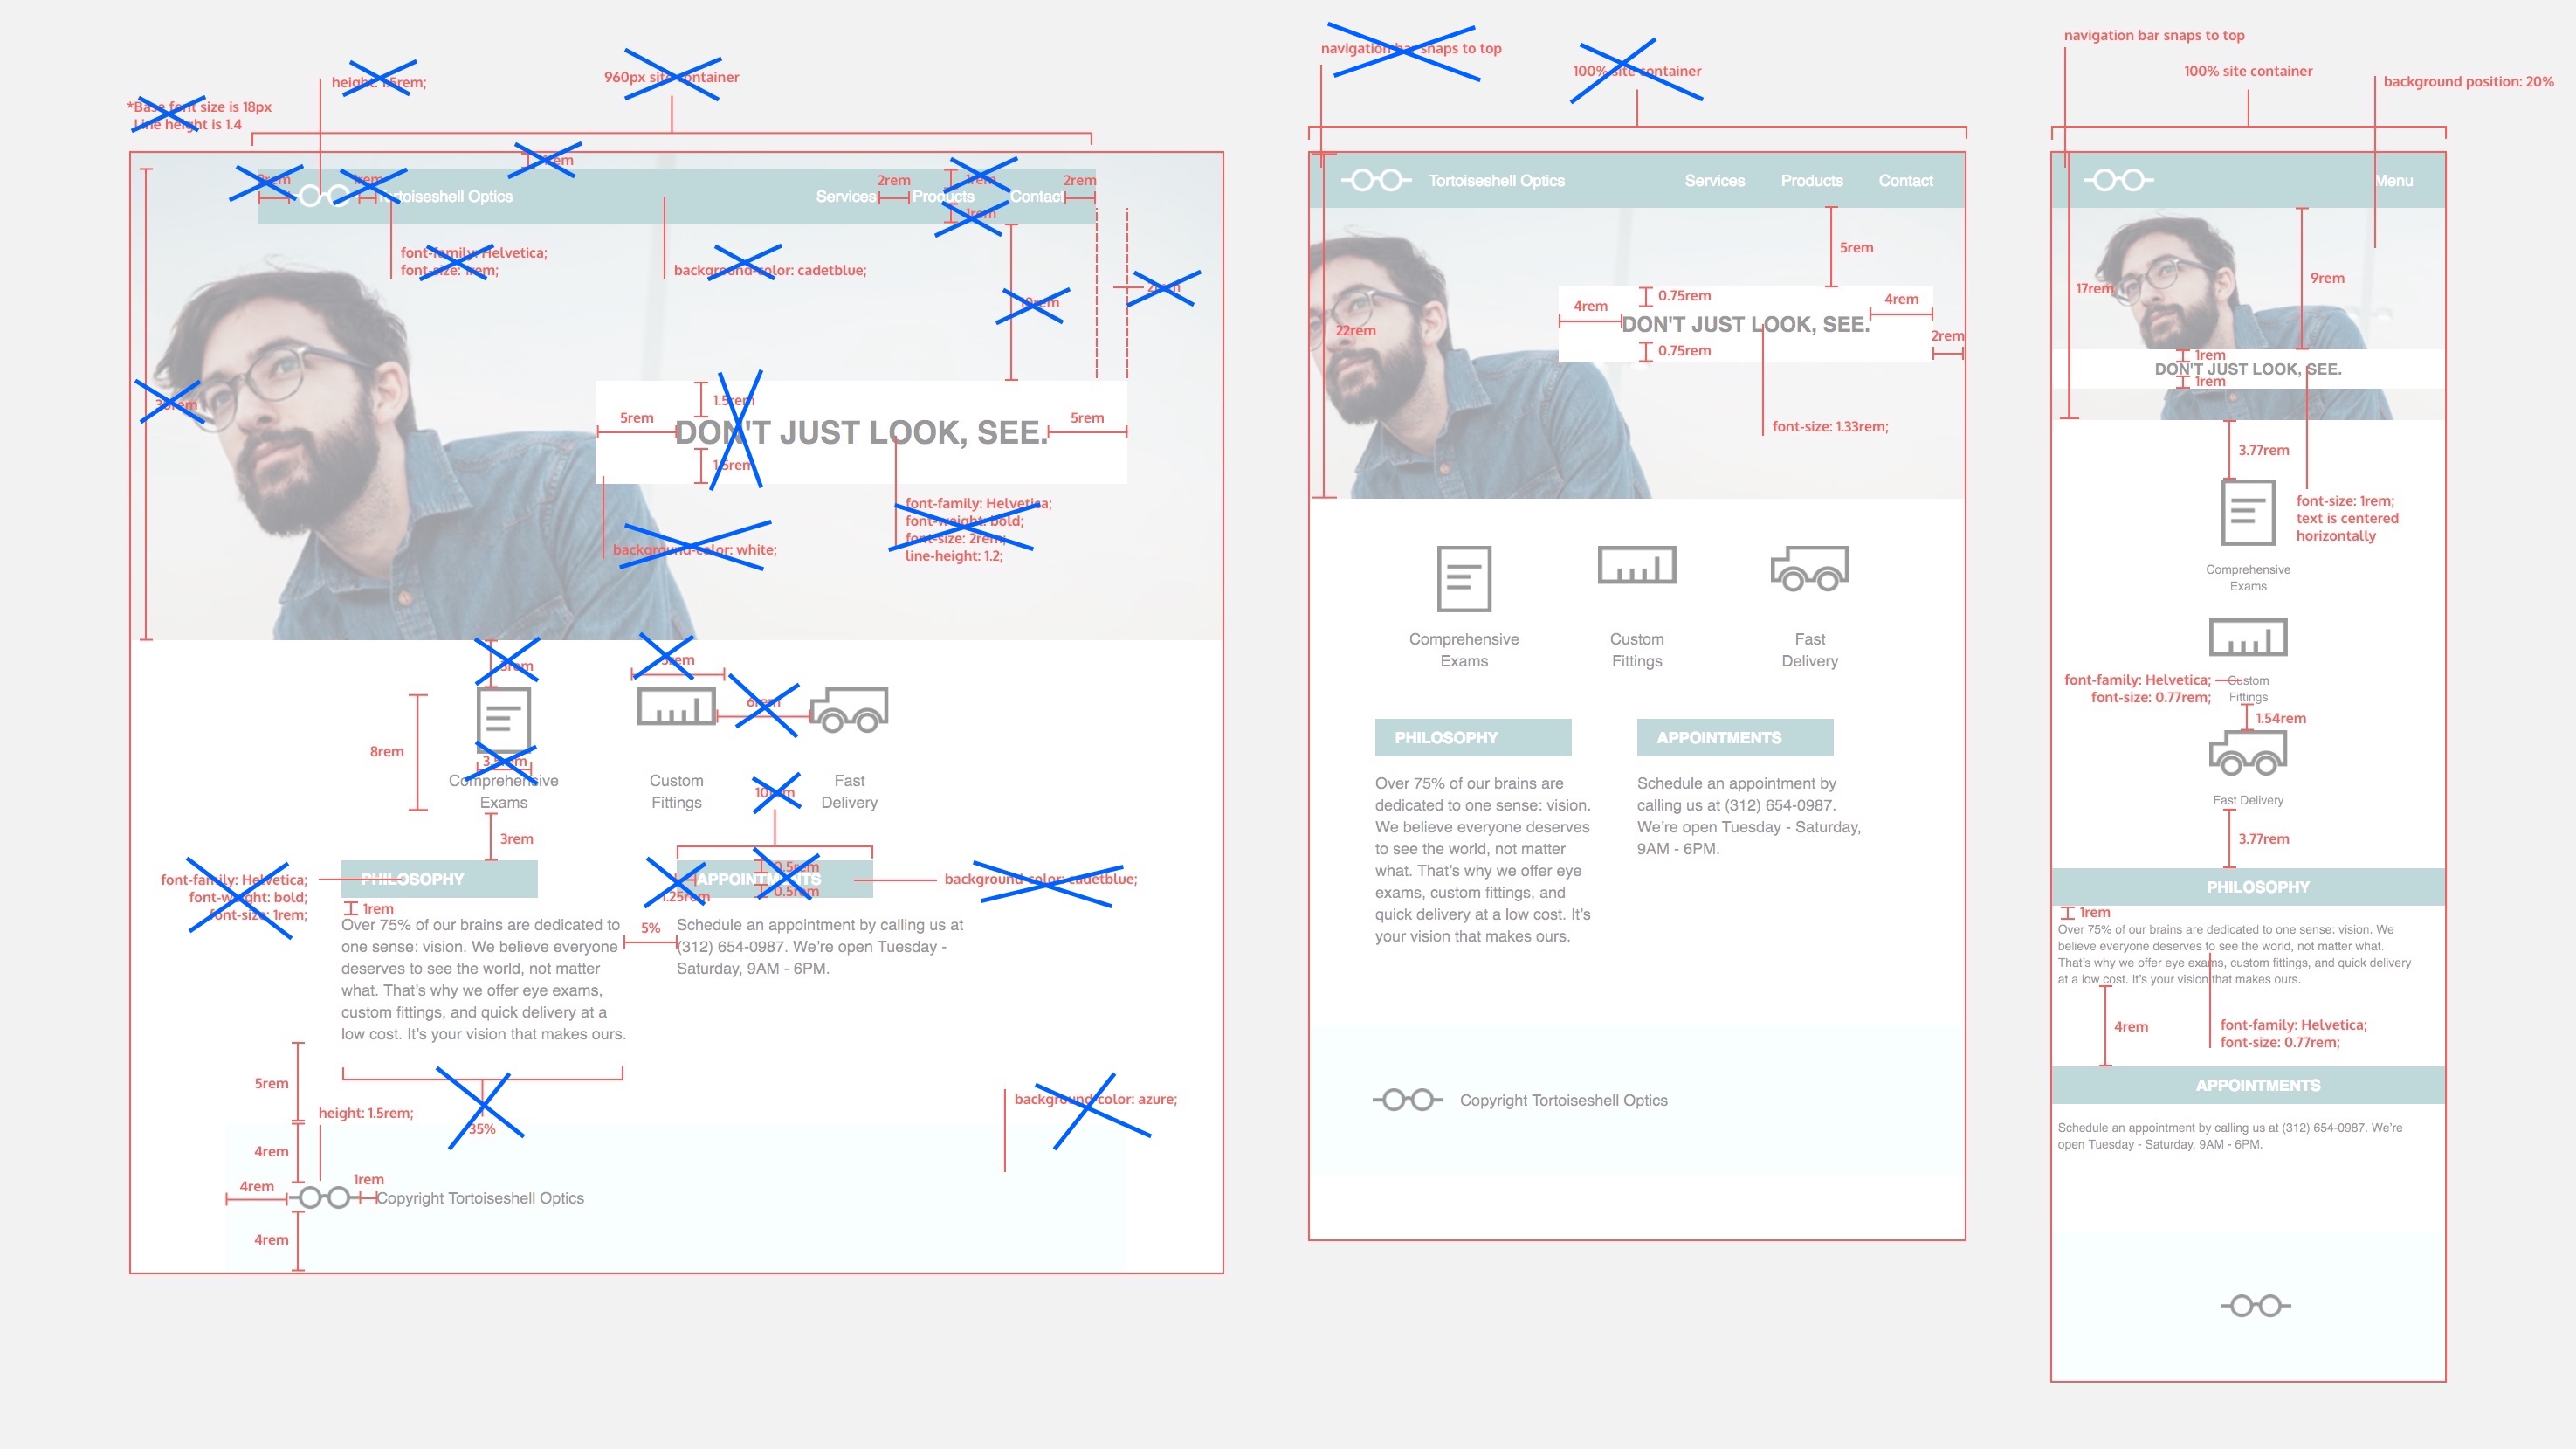 *Base font size is 18px
Line height is 1.4
height: 1.5rem;
960px site container
1rem
2rem
1rem
Tortoiseshell Optics
Services
2rem
Products
1rem
1rem
Contact
2rem
font-family: Helvetica;
font-size: 1rem;
background-color: cadetblue;
10rem
2rem
5rem
1.5rem
DON'T JUST LOOK, SEE.
1.5rem
5rem
background-color: white;
font-family: Helvetica;
font-weight: bold;
font-size: 2rem;
line-height: 1.2;
3rem
5rem
6rem
8rem
Comprehensive
Exams
Custom
Fittings
Fast
Delivery
3rem
font-family: Helvetica;
font-weight: bold;
font-size: 1rem;
PHILOSOPHY
1rem
1.25rem
APPOINTMENTS
0.5rem
0.5rem
background-color: cadetblue;
Over 75% of our brains are dedicated to
one sense: vision. We believe everyone
deserves to see the world, not matter
what. That's why we offer eye exams,
custom fittings, and quick delivery at a
low cost. It's your vision that makes ours.
5%
Schedule an appointment by calling us at
(312) 654-0987. We're open Tuesday -
Saturday, 9AM - 6PM.
5rem
35%
height: 1.5rem;
background-color: azure;
4rem
4rem
1rem
Copyright Tortoiseshell Optics
4rem
navigation bar snaps to top
100% site container
Tortoiseshell Optics
Services
Products
Contact
5rem
22rem
4rem
0.75rem
DON'T JUST LOOK, SEE.
0.75rem
4rem
2rem
font-size: 1.33rem;
Comprehensive
Exams
Custom
Fittings
Fast
Delivery
PHILOSOPHY
Over 75% of our brains are
dedicated to one sense: vision.
We believe everyone deserves
to see the world, not matter
what. That's why we offer eye
exams, custom fittings, and
quick delivery at a low cost. It's
your vision that makes ours.
APPOINTMENTS
Schedule an appointment by
calling us at (312) 654-0987.
We're open Tuesday - Saturday,
9AM - 6PM.
Copyright Tortoiseshell Optics
navigation bar snaps to top
100% site container
background position: 20%
Menu
17rem
9rem
1rem
DON'T JUST LOOK, SEE.
1rem
3.77rem
font-size: 1rem;
text is centered
horizontally
Comprehensive
Exams
font-family: Helvetica;
font-size: 0.77rem;
Custom
Fittings
1.54rem
Fast Delivery
3.77rem
PHILOSOPHY
1rem
Over 75% of our brains are dedicated to one sense: vision. We
believe everyone deserves to see the world, not matter what.
That's why we offer eye exams, custom fittings, and quick delivery
at a low cost. It's your vision that makes ours.
4rem
font-family: Helvetica;
font-size: 0.77rem;
APPOINTMENTS
Schedule an appointment by calling us at (312) 654-0987. We're
open Tuesday - Saturday, 9AM - 6PM.